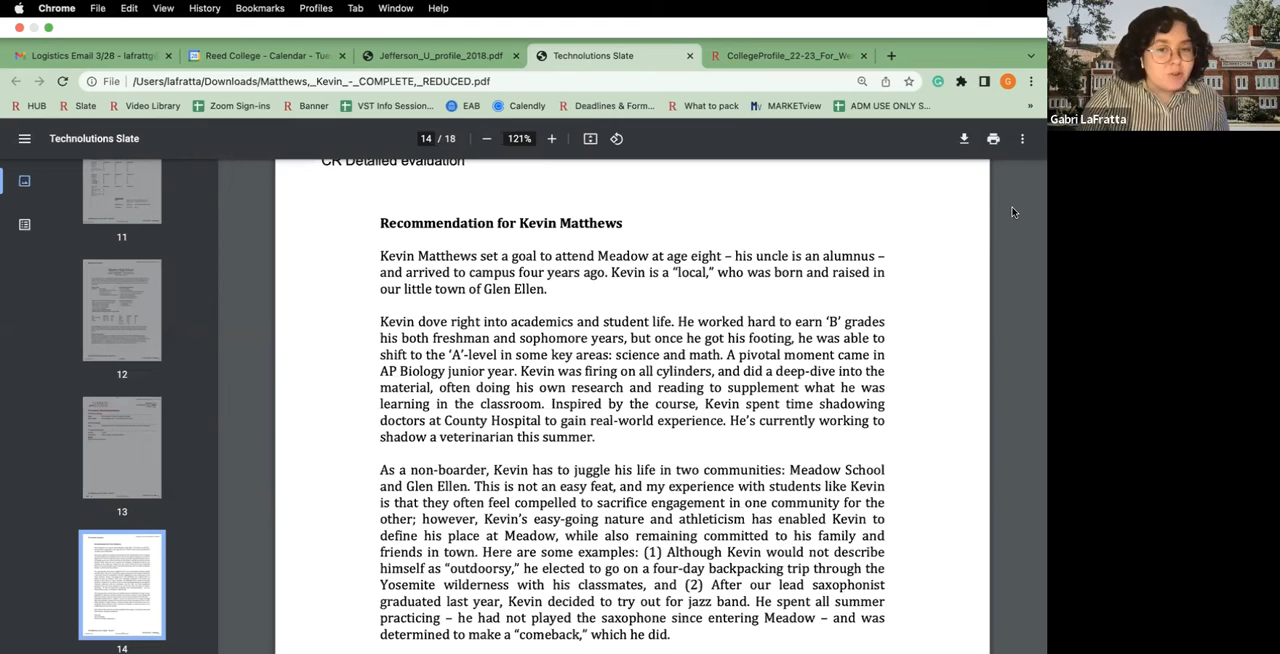 Chrome File Edit View History Bookmarks Profiles Tab Window Help
Logistics Email 3/28 - lafrattg Reed College - Calendar - Tue Jefferson_U_profile_2018.pdf Technolutions Slate CollegeProfile_22-23_For_We
File /Users/lafratta/Downloads/Matthews,_Kevin_-_COMPLETE,_REDUCED.pdf G
HUB Slate Video Library Zoom Sign-ins Banner VST Info Session... EAB Calendly Deadlines & Form... What to pack MARKETview ADM USE ONLY S... »
Gabri LaFratta
Technolutions Slate 14 / 18 121%
11
12
13
14
CR Detailed evaluation
Recommendation for Kevin Matthews
Kevin Matthews set a goal to attend Meadow at age eight – his uncle is an alumnus –
and arrived to campus four years ago. Kevin is a “local,” who was born and raised in
our little town of Glen Ellen.
Kevin dove right into academics and student life. He worked hard to earn ‘B’ grades
his both freshman and sophomore years, but once he got his footing, he was able to
shift to the ‘A’-level in some key areas: science and math. A pivotal moment came in
AP Biology junior year. Kevin was firing on all cylinders, and did a deep-dive into the
material, often doing his own research and reading to supplement what he was
learning in the classroom. Inspired by the course, Kevin spent time shadowing
doctors at County Hospital to gain real-world experience. He’s currently working to
shadow a veterinarian this summer.
As a non-boarder, Kevin has to juggle his life in two communities: Meadow School
and Glen Ellen. This is not an easy feat, and my experience with students like Kevin
is that they often feel compelled to sacrifice engagement in one community for the
other; however, Kevin’s easy-going nature and athleticism has enabled Kevin to
define his place at Meadow, while also remaining committed to his family and
friends in town. Here are some examples: (1) Although Kevin wouldn’t describe
himself as “outdoorsy,” he elected to go on a four-day backpacking trip through the
Yosemite Valley with classmates, and (2) After our lead saxophonist
graduated last year, Kevin decided to try out for jazz band. He spent all summer
practicing – he had not prayed the saxophone since entering Meadow – and was
determined to make a “comeback,” which he did.